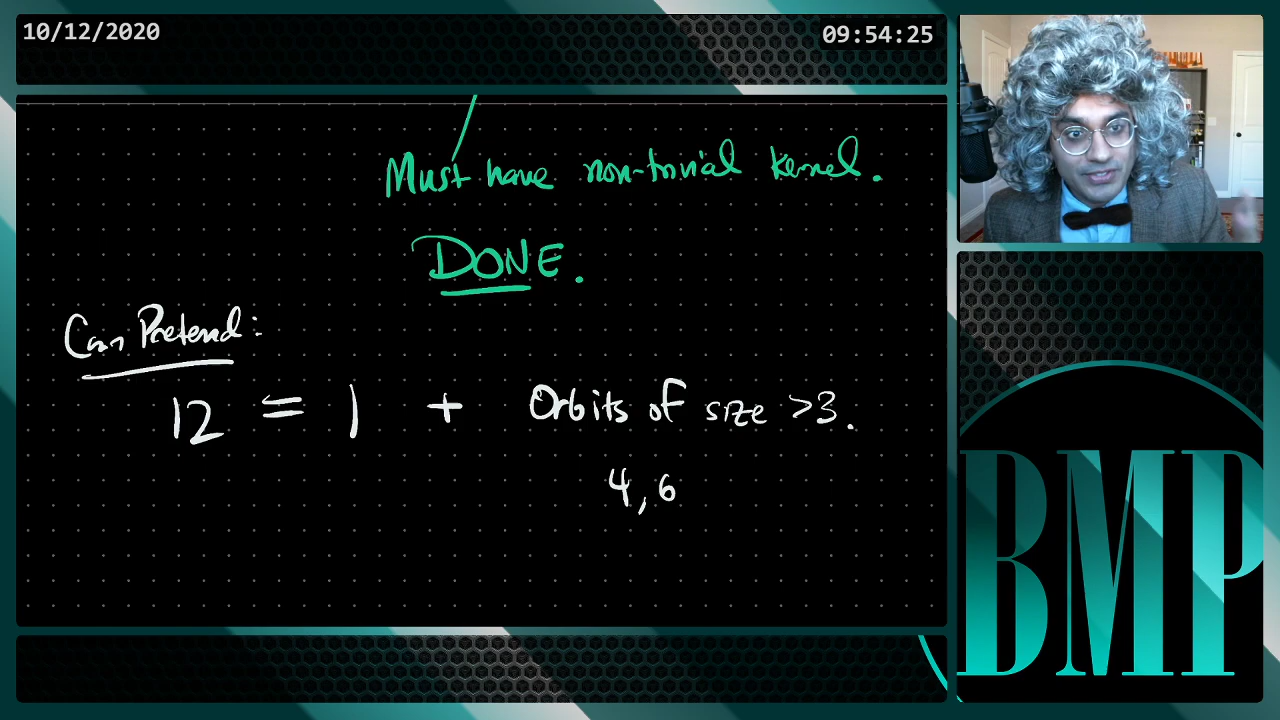 10/12/2020
09:54:25
Must have non-trivial kernel.
DONE.
Can Pretend:
12 = 1 + Orbits of size >3.
4, 6
BMP